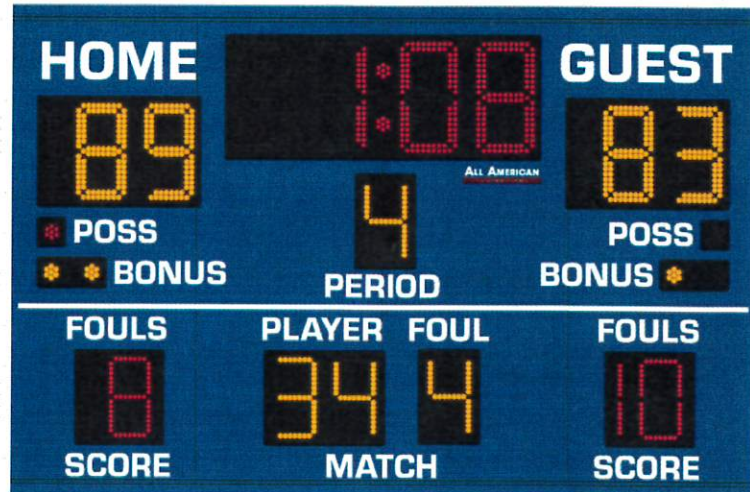 HOME 1:08 GUEST
89 83
ALL AMERICAN
POSS 4 POSS
BONUS PERIOD BONUS
FOULS PLAYER FOUL FOULS
8 34 4 10
SCORE MATCH SCORE